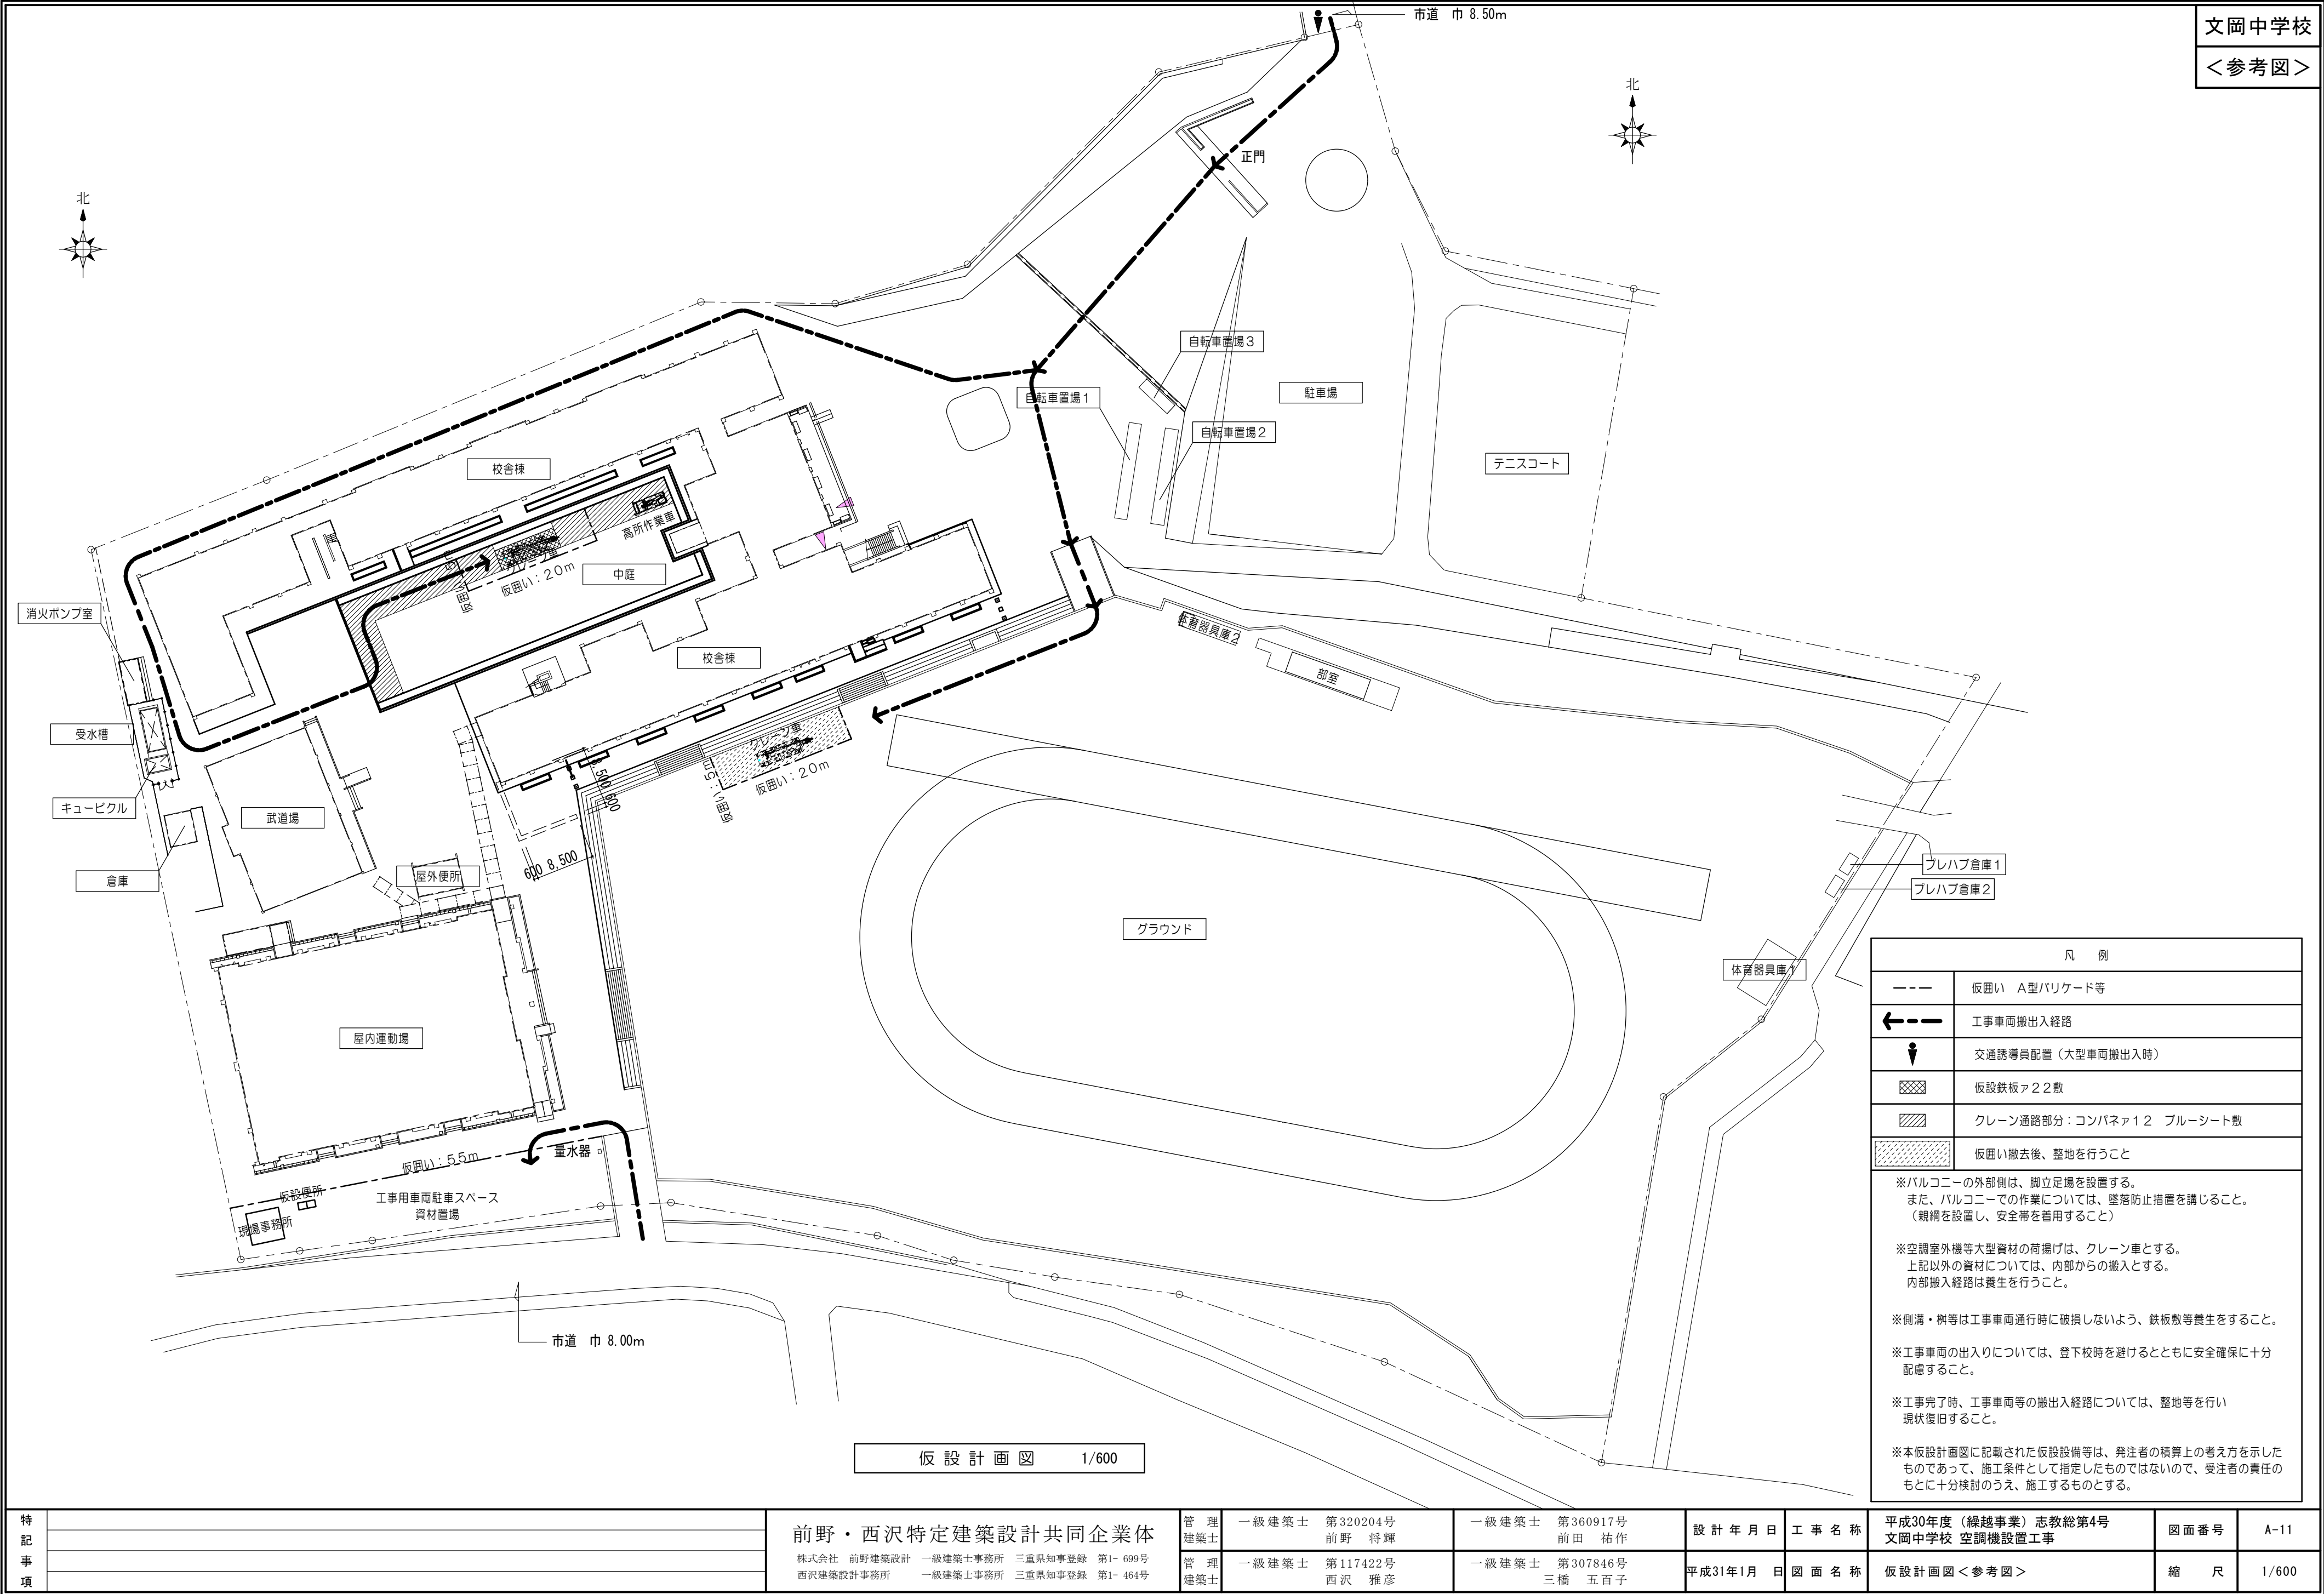 文岡中学校
＜参考図＞
市道　巾 8.50m
北
北
正門
自転車置場３
自転車置場１
自転車置場２
駐車場
テニスコート
校舎棟
高所作業車
仮囲い：２０ｍ
中庭
消火ポンプ室
校舎棟
体育器具庫２
部室
受水槽
クレーン車
仮囲い：２０ｍ
仮囲い：５ｍ
キュービクル
武道場
倉庫
屋外便所
600 8,500
8,500 600
プレハブ倉庫１
プレハブ倉庫２
グラウンド
体育器具庫１
屋内運動場
量水器
仮囲い：５５ｍ
仮設便所
工事用車両駐車スペース
資材置場
現場事務所
市道　巾 8.00m
仮設計画図　1/600
凡　例
仮囲い　Ａ型バリケード等
工事車両搬出入経路
交通誘導員配置（大型車両搬出入時）
仮設鉄板ァ２２敷
クレーン通路部分：コンパネァ１２　ブルーシート敷
仮囲い撤去後、整地を行うこと
※バルコニーの外部側は、脚立足場を設置する。
また、バルコニーでの作業については、墜落防止措置を講じること。
（親綱を設置し、安全帯を着用すること）
※空調室外機等大型資材の荷揚げは、クレーン車とする。
上記以外の資材については、内部からの搬入とする。
内部搬入経路は養生を行うこと。
※側溝・桝等は工事車両通行時に破損しないよう、鉄板敷等養生をすること。
※工事車両の出入りについては、登下校時を避けるとともに安全確保に十分
配慮すること。
※工事完了時、工事車両等の搬出入経路については、整地等を行い
現状復旧すること。
※本仮設計画図に記載された仮設設備等は、発注者の積算上の考え方を示した
ものであって、施工条件として指定したものではないので、受注者の責任の
もとに十分検討のうえ、施工するものとする。
特記事項
前野・西沢特定建築設計共同企業体
株式会社　前野建築設計　一級建築士事務所　三重県知事登録　第1- 699号
西沢建築設計事務所　一級建築士事務所　三重県知事登録　第1- 464号
管理建築士　一級建築士　第320204号　前野　将輝
一級建築士　第360917号　前田　祐作
管理建築士　一級建築士　第117422号　西沢　雅彦
一級建築士　第307846号　三橋　五百子
設計年月日
平成31年1月　日
工事名称
平成30年度（繰越事業）志教総第4号
文岡中学校 空調機設置工事
図面名称
仮設計画図＜参考図＞
図面番号
A-11
縮　尺
1/600